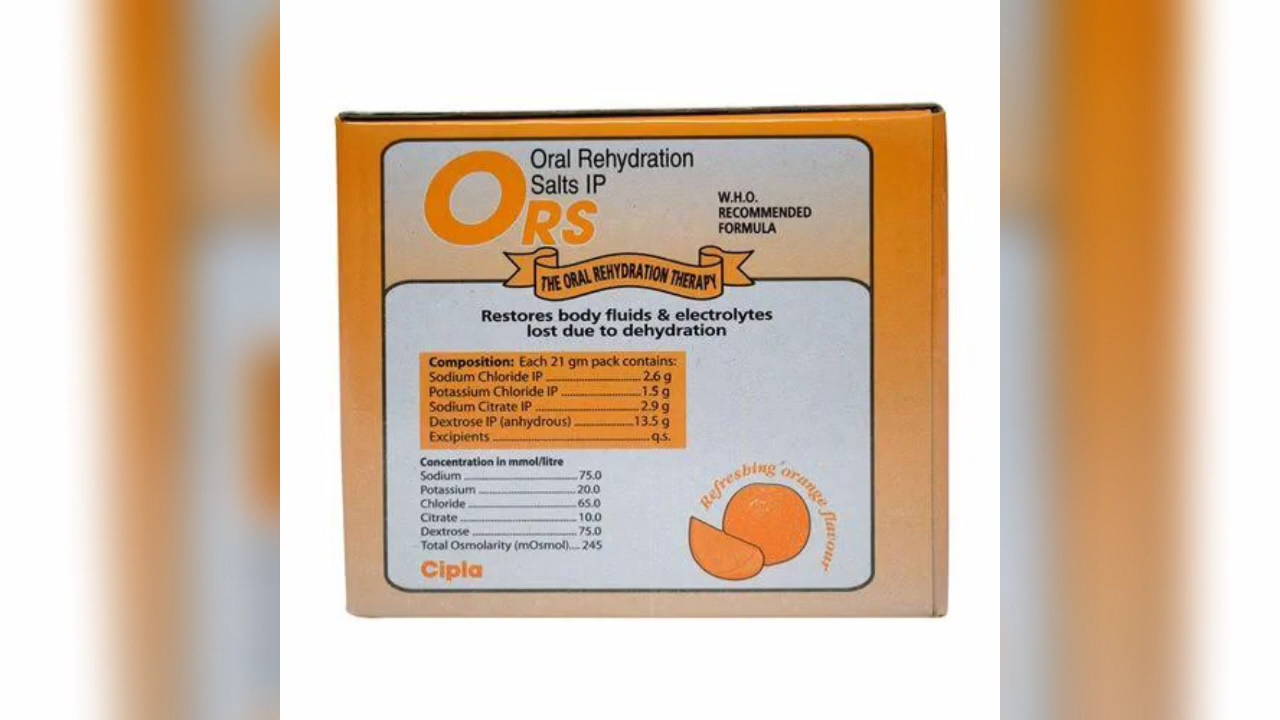 Oral Rehydration
Salts IP
ORS
W.H.O.
RECOMMENDED
FORMULA
THE ORAL REHYDRATION THERAPY
Restores body fluids & electrolytes
lost due to dehydration
Composition: Each 21 gm pack contains:
Sodium Chloride IP ........................ 2.6 g
Potassium Chloride IP .....................1.5 g
Sodium Citrate IP ...........................2.9 g
Dextrose IP (anhydrous) ...............13.5 g
Excipients ........................................ q.s.
Concentration in mmol/litre
Sodium ...............................75.0
Potassium ...........................20.0
Chloride ..............................65.0
Citrate ................................10.0
Dextrose .............................75.0
Total Osmolarity (mOsmol).... 245
Refreshing orange flavour
Cipla